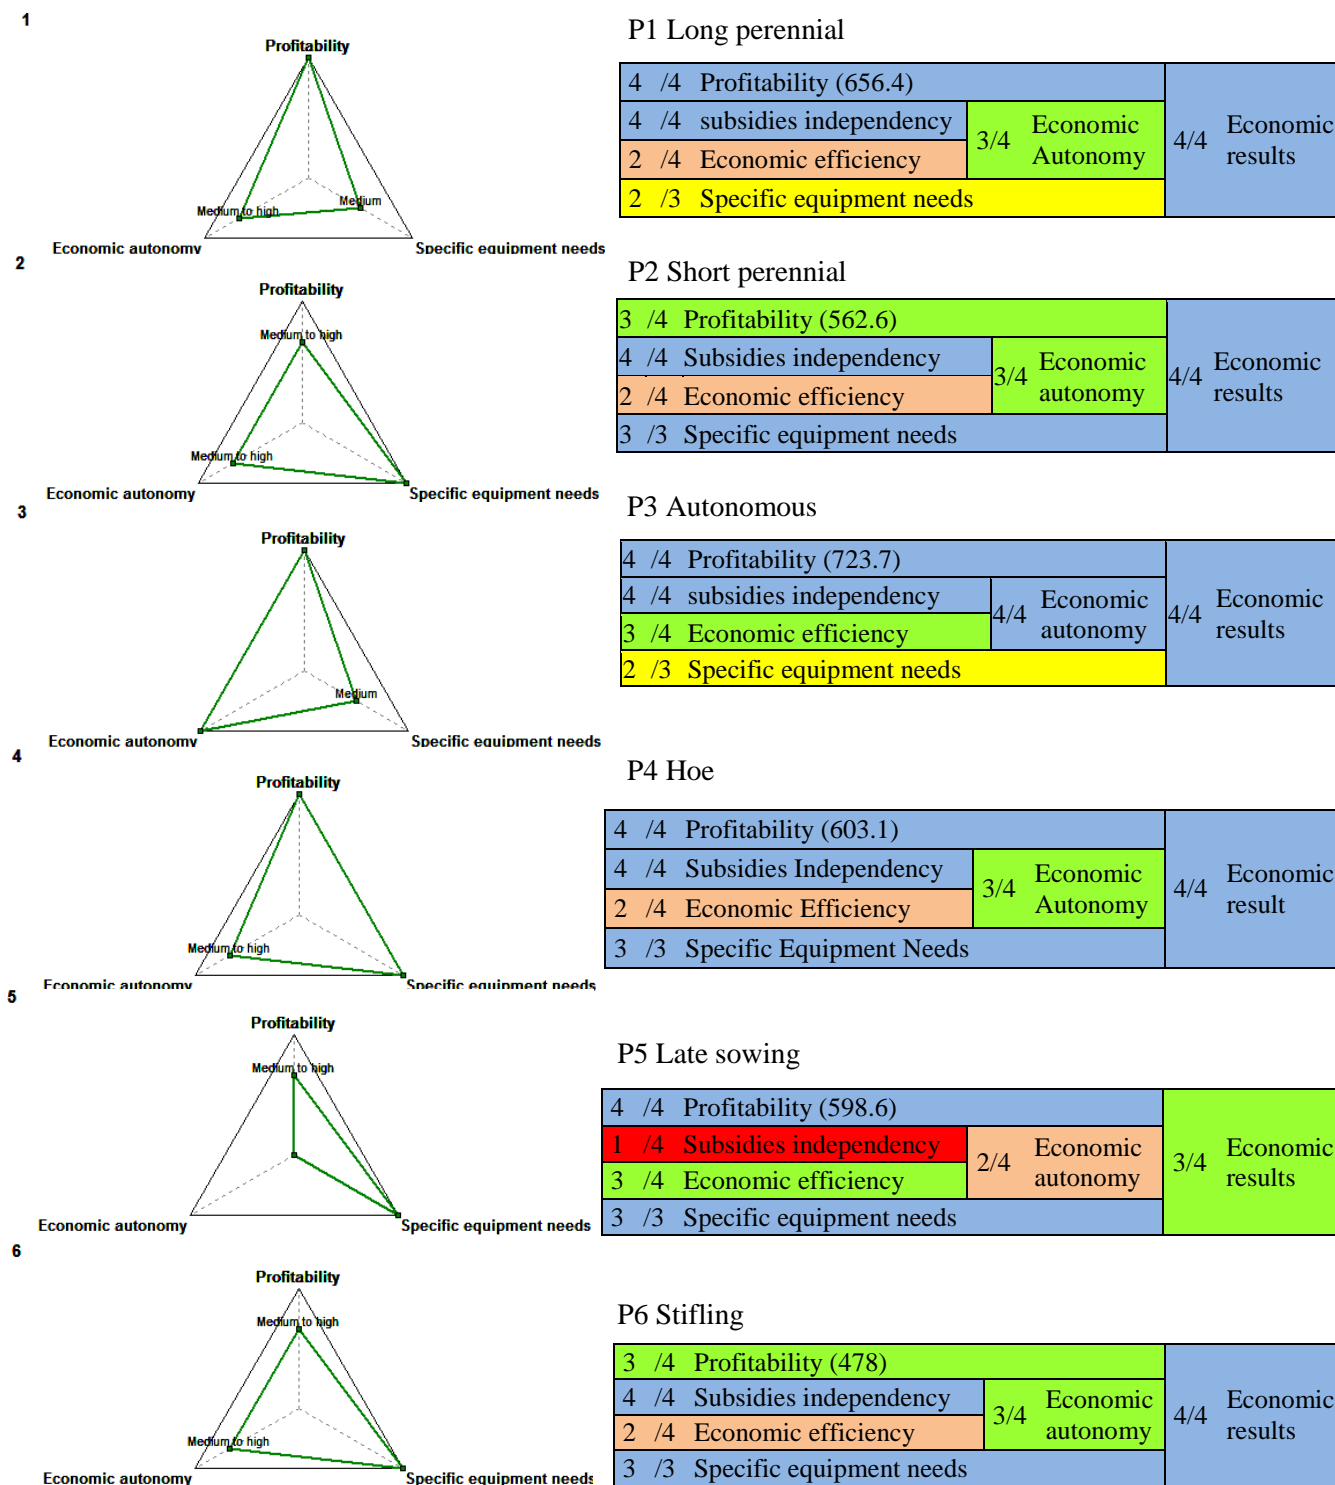 1
Profitability
Medium to high
Medium
Economic autonomy
Specific equipment needs
P1 Long perennial
4 /4 Profitability (656.4)
4 /4 subsidies independency
2 /4 Economic efficiency
3/4 Economic
Autonomy
2 /3 Specific equipment needs
4/4 Economic
results
2
Profitability
Medium to high
Medium to high
Economic autonomy
Specific equipment needs
P2 Short perennial
3 /4 Profitability (562.6)
4 /4 Subsidies independency
2 /4 Economic efficiency
3/4 Economic
autonomy
3 /3 Specific equipment needs
4/4 Economic
results
3
Profitability
Medium
Economic autonomy
Specific equipment needs
P3 Autonomous
4 /4 Profitability (723.7)
4 /4 subsidies independency
3 /4 Economic efficiency
4/4 Economic
autonomy
2 /3 Specific equipment needs
4/4 Economic
results
4
Profitability
Medium to high
Economic autonomy
Specific equipment needs
P4 Hoe
4 /4 Profitability (603.1)
4 /4 Subsidies Independency
2 /4 Economic Efficiency
3/4 Economic
Autonomy
3 /3 Specific Equipment Needs
4/4 Economic
result
5
Profitability
Medium to high
Economic autonomy
Specific equipment needs
P5 Late sowing
4 /4 Profitability (598.6)
1 /4 Subsidies independency
3 /4 Economic efficiency
2/4 Economic
autonomy
3 /3 Specific equipment needs
3/4 Economic
results
6
Profitability
Medium to high
Medium to high
Economic autonomy
Specific equipment needs
P6 Stifling
3 /4 Profitability (478)
4 /4 Subsidies independency
2 /4 Economic efficiency
3/4 Economic
autonomy
3 /3 Specific equipment needs
4/4 Economic
results